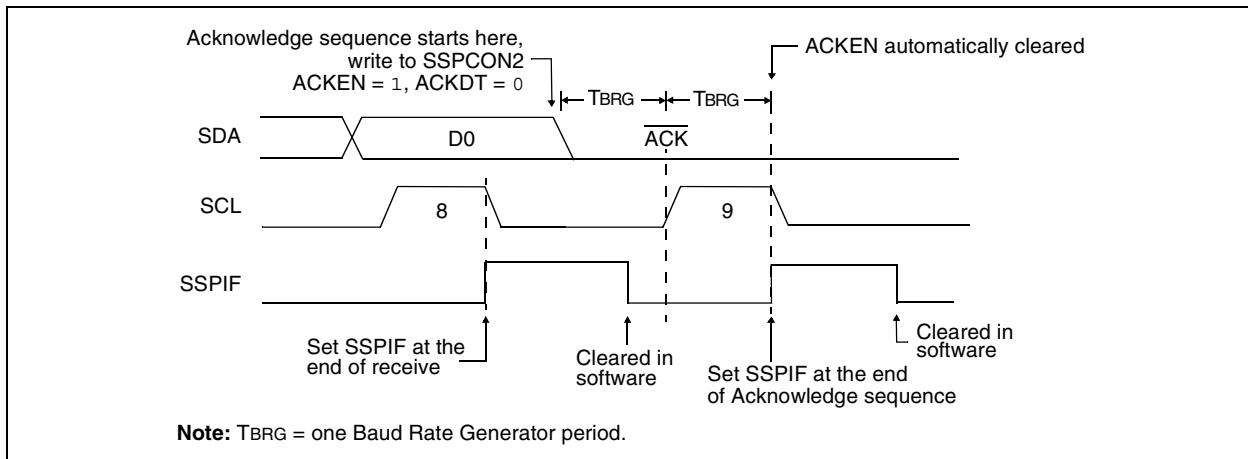 Acknowledge sequence starts here,
write to SSPCON2
ACKEN = 1, ACKDT = 0
ACKEN automatically cleared
TBRG
TBRG
SDA
D0
ACK
SCL
8
9
SSPIF
Set SSPIF at the
end of receive
Cleared in
software
Set SSPIF at the end
of Acknowledge sequence
Cleared in
software
Note: TBRG = one Baud Rate Generator period.